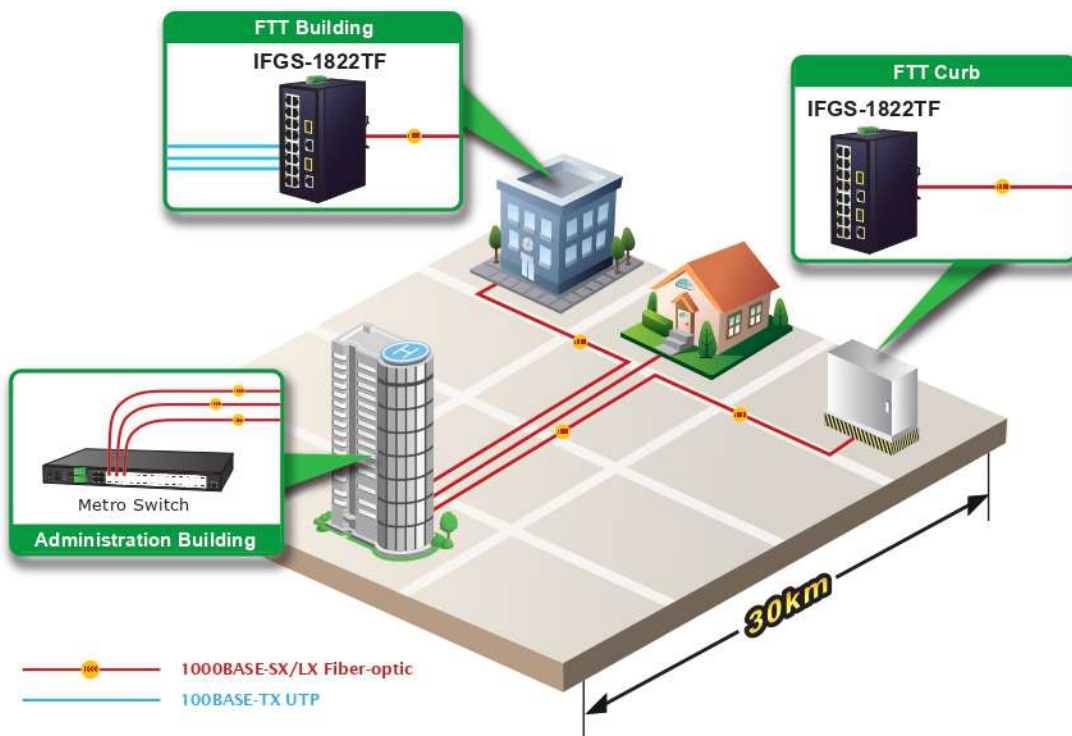 FTT Building
IFGS-1822TF
FTT Curb
IFGS-1822TF
H
Metro Switch
Administration Building
30km
1000BASE-SX/LX Fiber-optic
100BASE-TX UTP